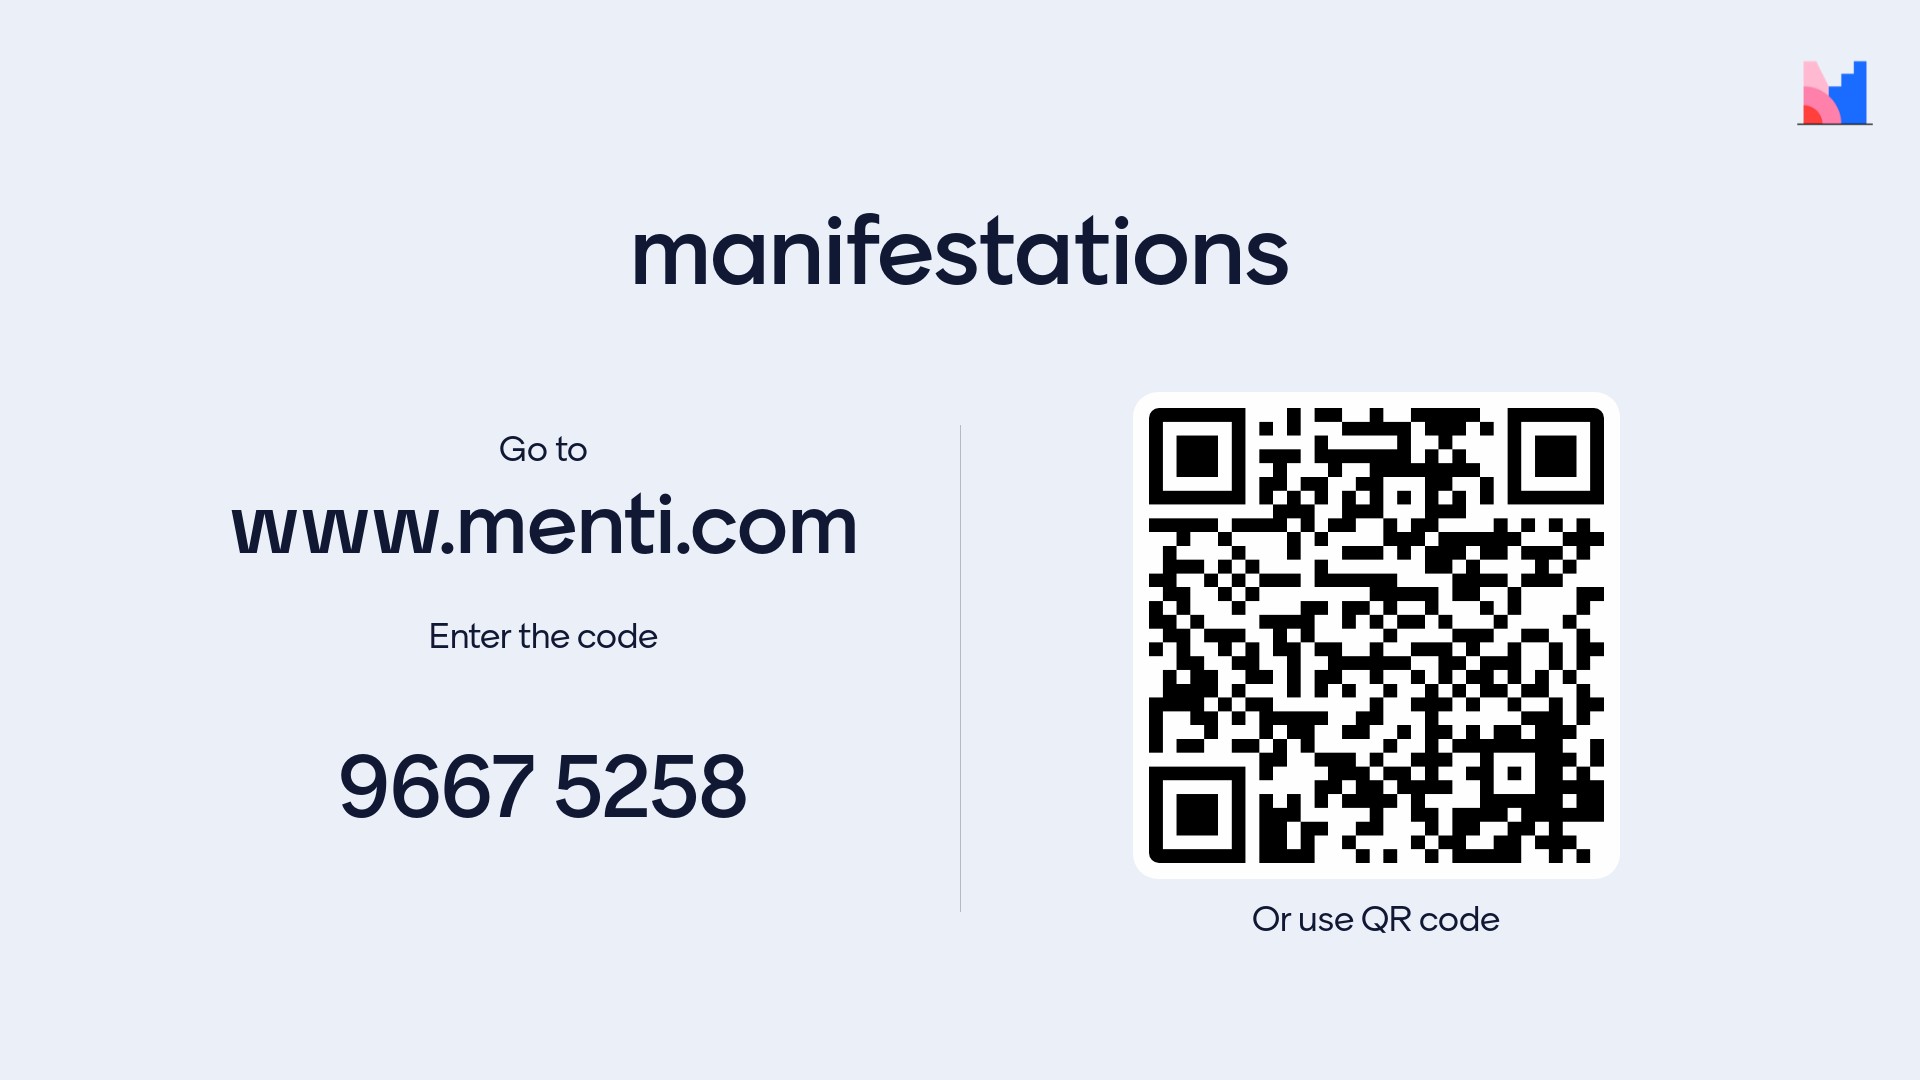 manifestations
Go to
www.menti.com
Enter the code
9667 5258
Or use QR code